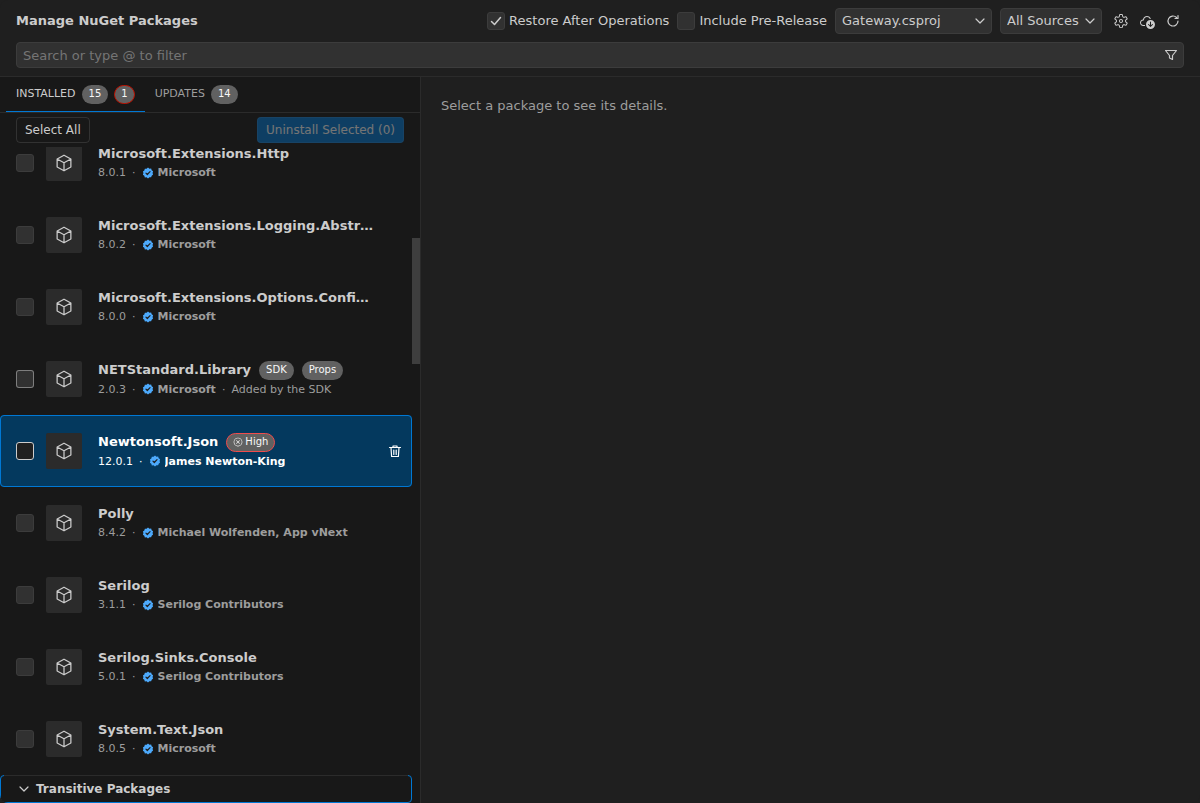 Manage NuGet Packages
Restore After Operations
Include Pre-Release
Gateway.csproj
All Sources
Search or type @ to filter
INSTALLED 15 1 UPDATES 14
Select All
Uninstall Selected (0)
Select a package to see its details.
Microsoft.Extensions.Http
8.0.1 · Microsoft
Microsoft.Extensions.Logging.Abstr…
8.0.2 · Microsoft
Microsoft.Extensions.Options.Confi…
8.0.0 · Microsoft
NETStandard.Library SDK Props
2.0.3 · Microsoft · Added by the SDK
Newtonsoft.Json High
12.0.1 · James Newton-King
Polly
8.4.2 · Michael Wolfenden, App vNext
Serilog
3.1.1 · Serilog Contributors
Serilog.Sinks.Console
5.0.1 · Serilog Contributors
System.Text.Json
8.0.5 · Microsoft
Transitive Packages